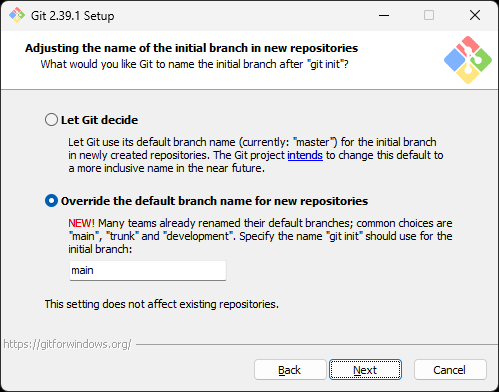 Git 2.39.1 Setup
Adjusting the name of the initial branch in new repositories
What would you like Git to name the initial branch after "git init"?
Let Git decide
Let Git use its default branch name (currently: "master") for the initial branch
in newly created repositories. The Git project intends to change this default to
a more inclusive name in the near future.
Override the default branch name for new repositories
NEW! Many teams already renamed their default branches; common choices are
"main", "trunk" and "development". Specify the name "git init" should use for the
initial branch:
main
This setting does not affect existing repositories.
https://gitforwindows.org/
Back
Next
Cancel